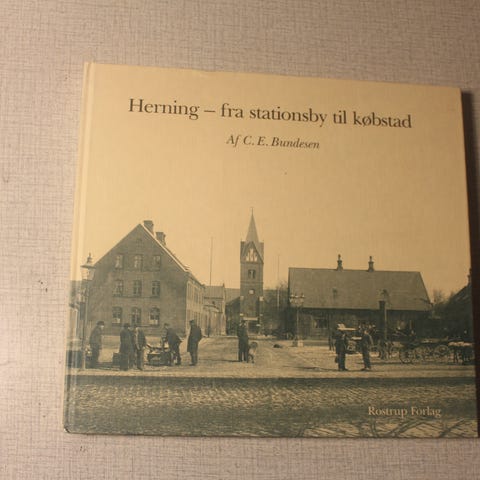 Herning – fra stationsby til købstad
Af C. E. Bundesen
Rostrup Forlag